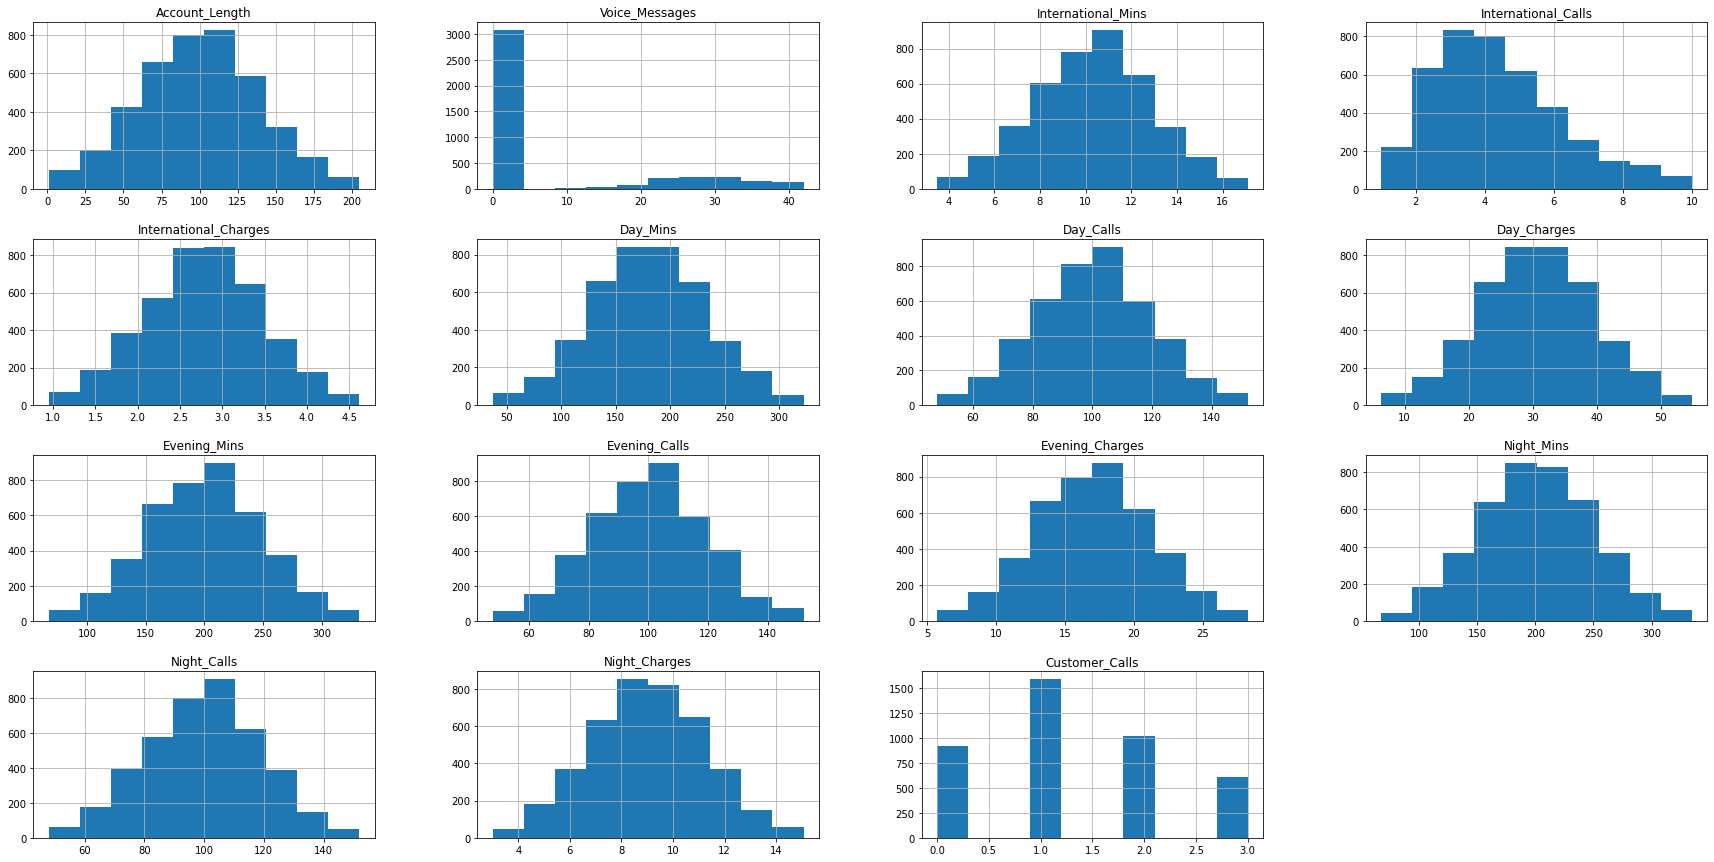 Account_Length
800
600
400
200
0
0 25 50 75 100 125 150 175 200
Voice_Messages
3000
2500
2000
1500
1000
500
0
0 10 20 30 40
International_Mins
800
600
400
200
0
4 6 8 10 12 14 16
International_Calls
800
600
400
200
0
2 4 6 8 10
International_Charges
800
600
400
200
0
1.0 1.5 2.0 2.5 3.0 3.5 4.0 4.5
Day_Mins
800
600
400
200
0
50 100 150 200 250 300
Day_Calls
800
600
400
200
0
60 80 100 120 140
Day_Charges
800
600
400
200
0
10 20 30 40 50
Evening_Mins
800
600
400
200
0
100 150 200 250 300
Evening_Calls
800
600
400
200
0
60 80 100 120 140
Evening_Charges
800
600
400
200
0
5 10 15 20 25
Night_Mins
800
600
400
200
0
100 150 200 250 300
Night_Calls
800
600
400
200
0
60 80 100 120 140
Night_Charges
800
600
400
200
0
4 6 8 10 12 14
Customer_Calls
1500
1250
1000
750
500
250
0
0.0 0.5 1.0 1.5 2.0 2.5 3.0